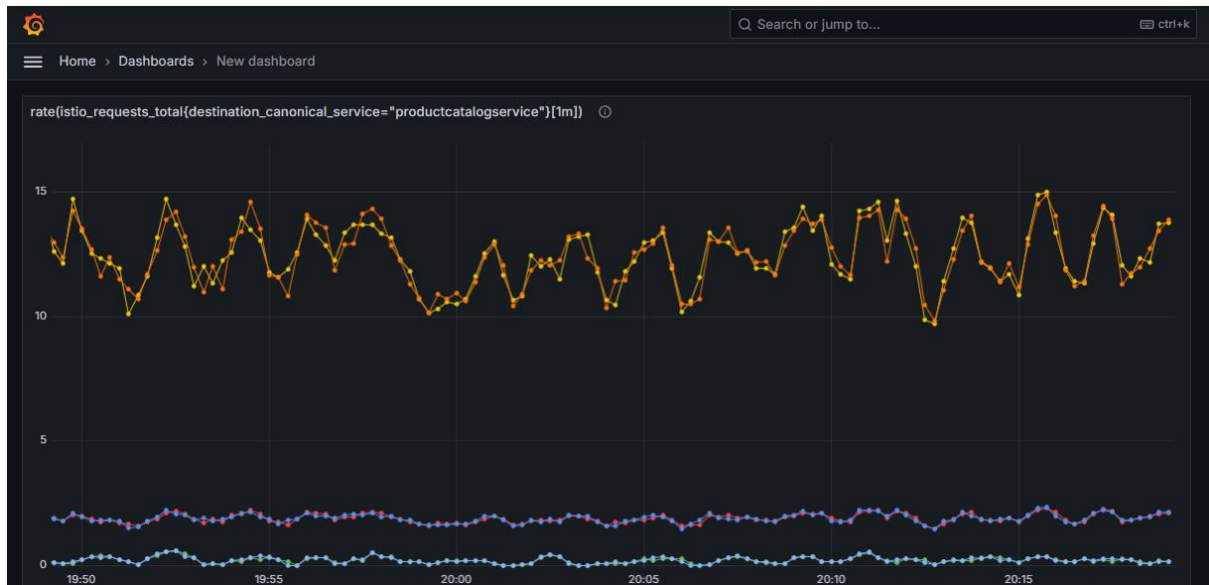 Search or jump to... ctrl+k
Home › Dashboards › New dashboard
rate(istio_requests_total{destination_canonical_service="productcatalogservice"}[1m])
15
10
5
0
19:50 19:55 20:00 20:05 20:10 20:15